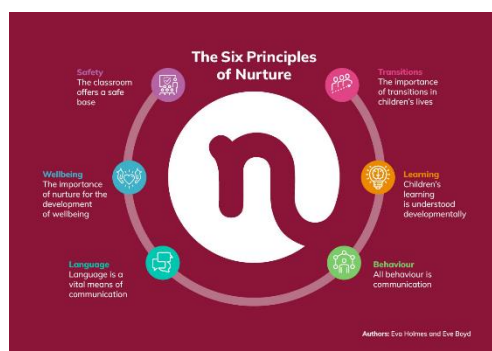 The Six Principles
of Nurture
Safety
The classroom
offers a safe
base
Transitions
The importance
of transitions in
children's lives
Wellbeing
The importance
of nurture for the
development
of wellbeing
Learning
Children's
learning
is understood
developmentally
Language
Language is a
vital means of
communication
Behaviour
All behaviour is
communication
n
Authors: Eva Holmes and Eve Boyd